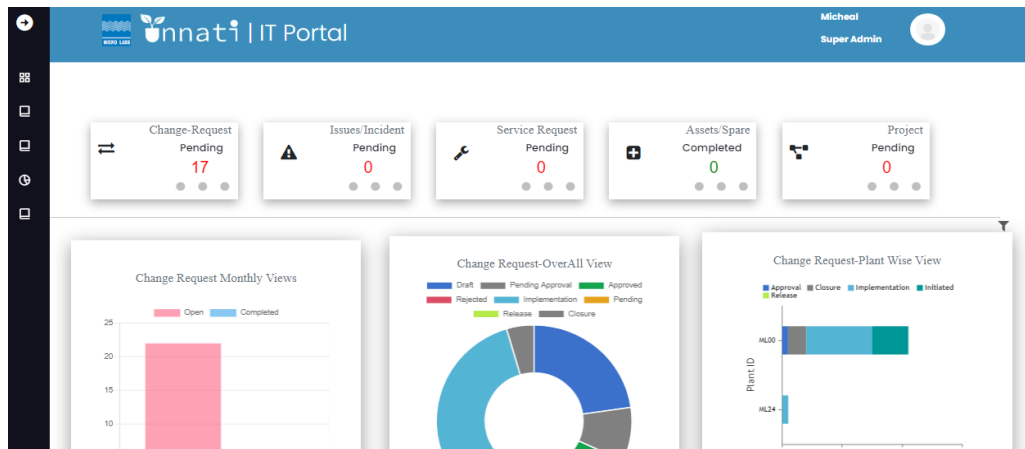 MICRO LABS
Unnati | IT Portal
Micheal
Super Admin
Change-Request
Pending
17
Issues/Incident
Pending
0
Service Request
Pending
0
Assets/Spare
Completed
0
Project
Pending
0
Change Request Monthly Views
Open Completed
25
20
15
10
Change Request-OverAll View
Draft Pending Approval Approved
Rejected Implementation Pending
Release Closure
Change Request-Plant Wise View
Approval Closure Implementation Initiated
Release
Plant ID
ML00
ML24